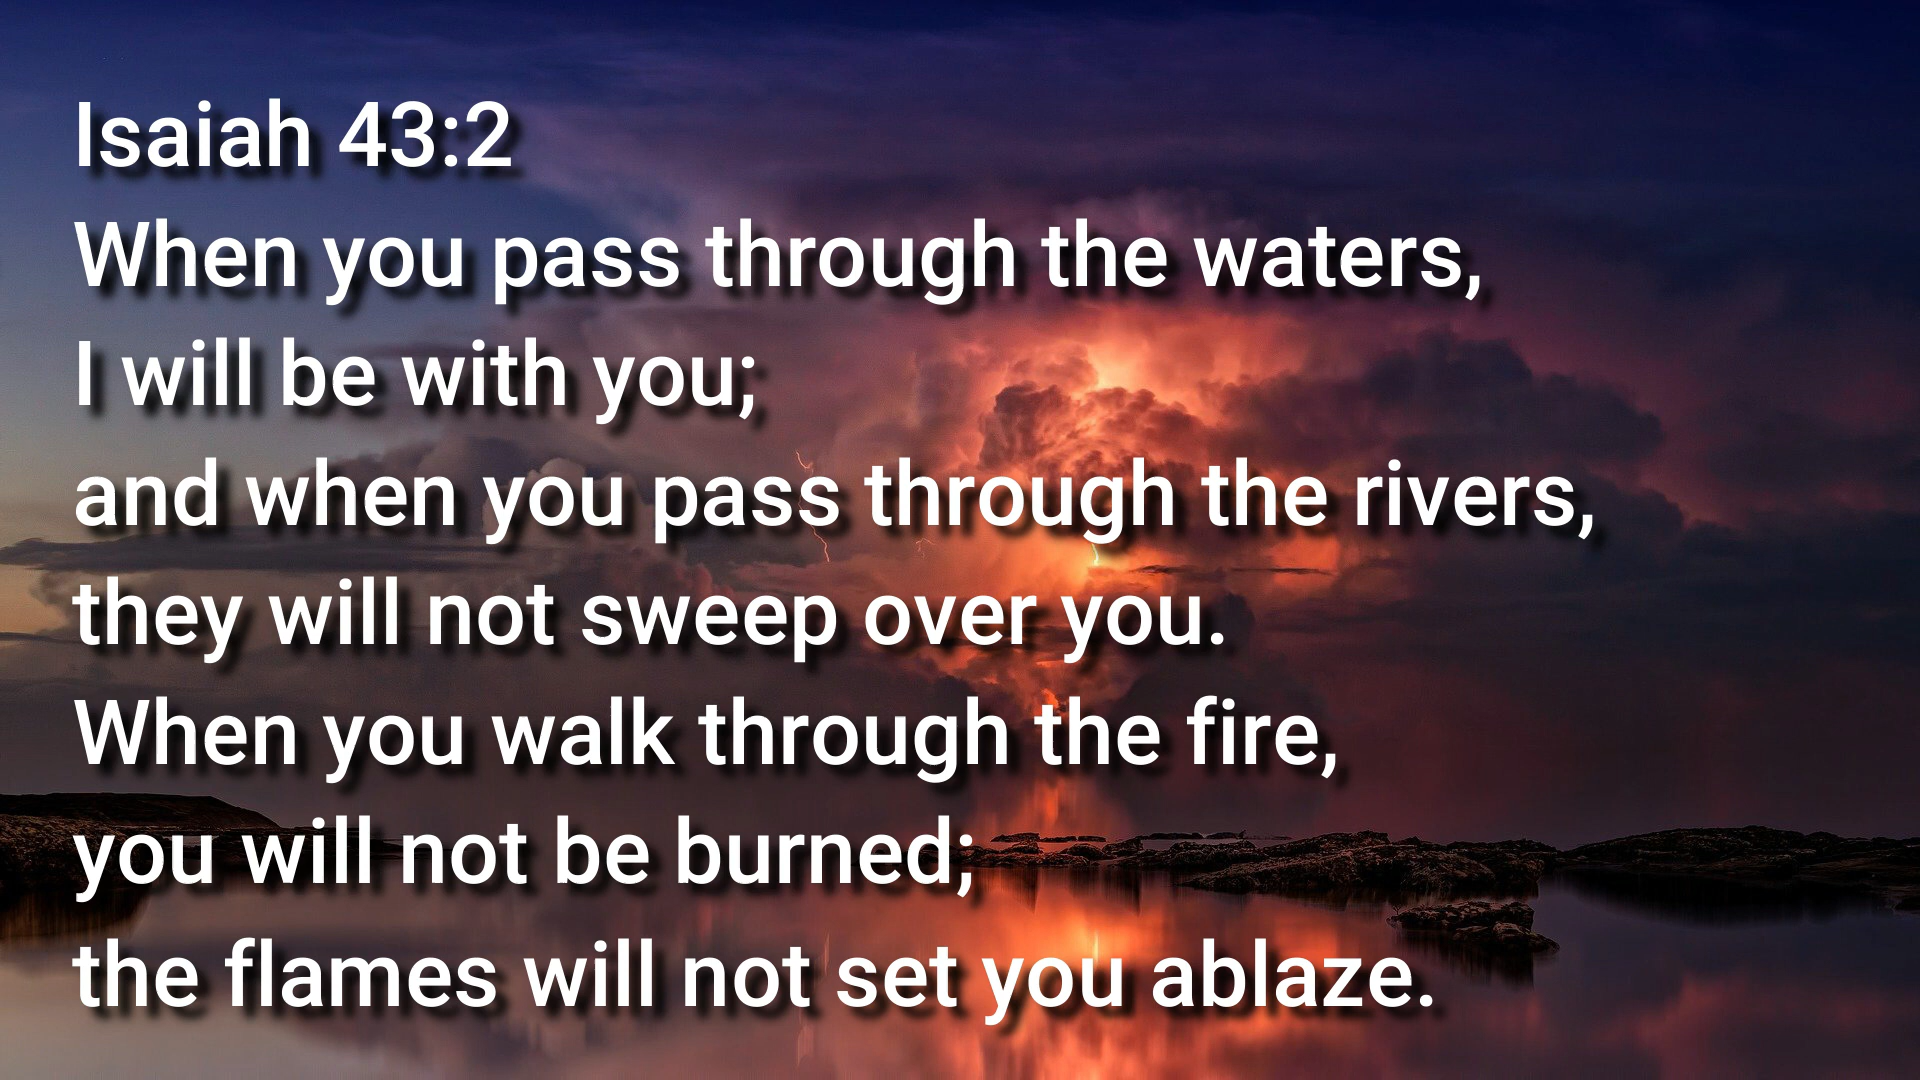 Isaiah 43:2
When you pass through the waters,
I will be with you;
and when you pass through the rivers,
they will not sweep over you.
When you walk through the fire,
you will not be burned;
the flames will not set you ablaze.